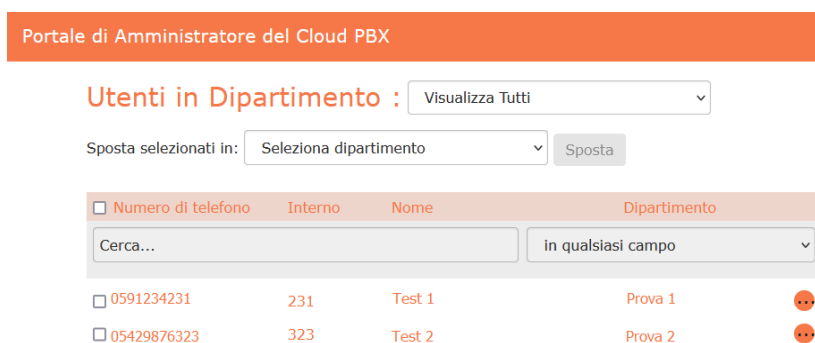 Portale di Amministratore del Cloud PBX
Utenti in Dipartimento : Visualizza Tutti
Sposta selezionati in: Seleziona dipartimento Sposta
Numero di telefono Interno Nome Dipartimento
Cerca... in qualsiasi campo
0591234231 231 Test 1 Prova 1 ...
05429876323 323 Test 2 Prova 2 ...